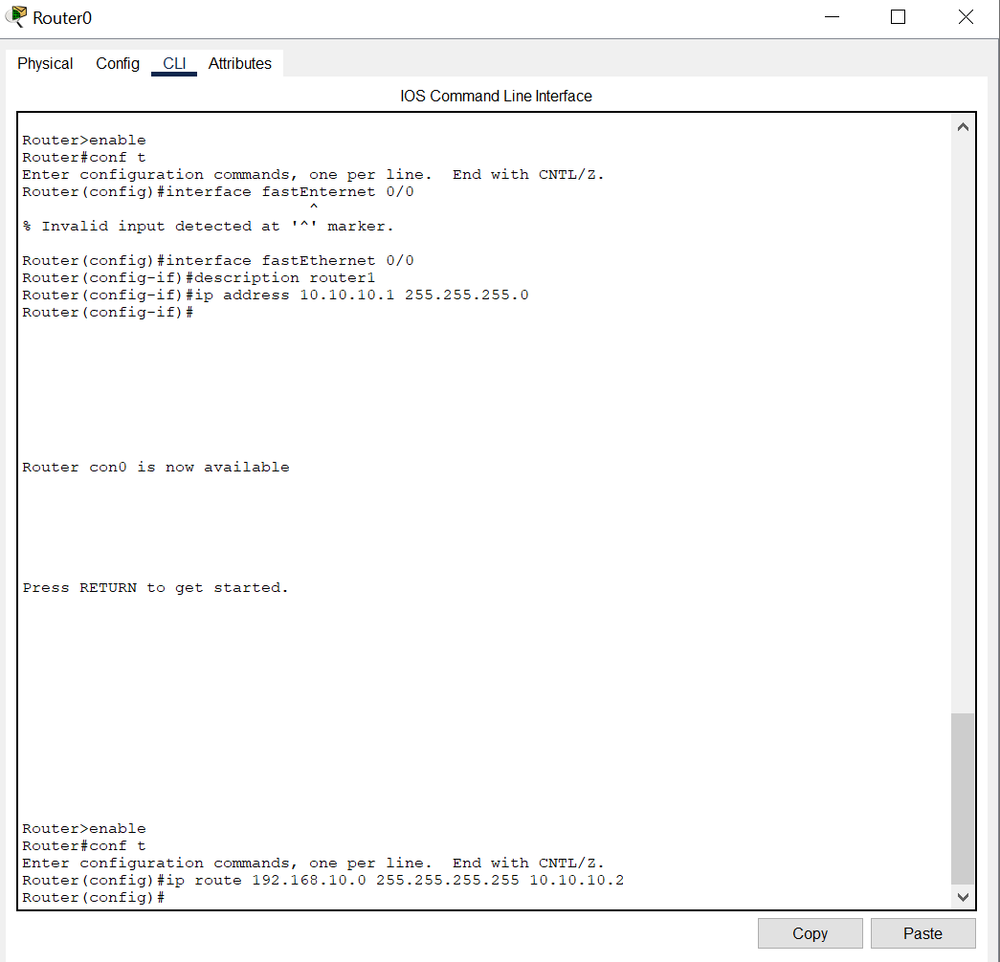 Router0
Physical Config CLI Attributes
IOS Command Line Interface
Router>enable
Router#conf t
Enter configuration commands, one per line.  End with CNTL/Z.
Router(config)#interface fastEnternet 0/0
^
% Invalid input detected at '^' marker.
Router(config)#interface fastEthernet 0/0
Router(config-if)#description router1
Router(config-if)#ip address 10.10.10.1 255.255.255.0
Router(config-if)#
Router con0 is now available
Press RETURN to get started.
Router>enable
Router#conf t
Enter configuration commands, one per line.  End with CNTL/Z.
Router(config)#ip route 192.168.10.0 255.255.255.255 10.10.10.2
Router(config)#
Copy Paste